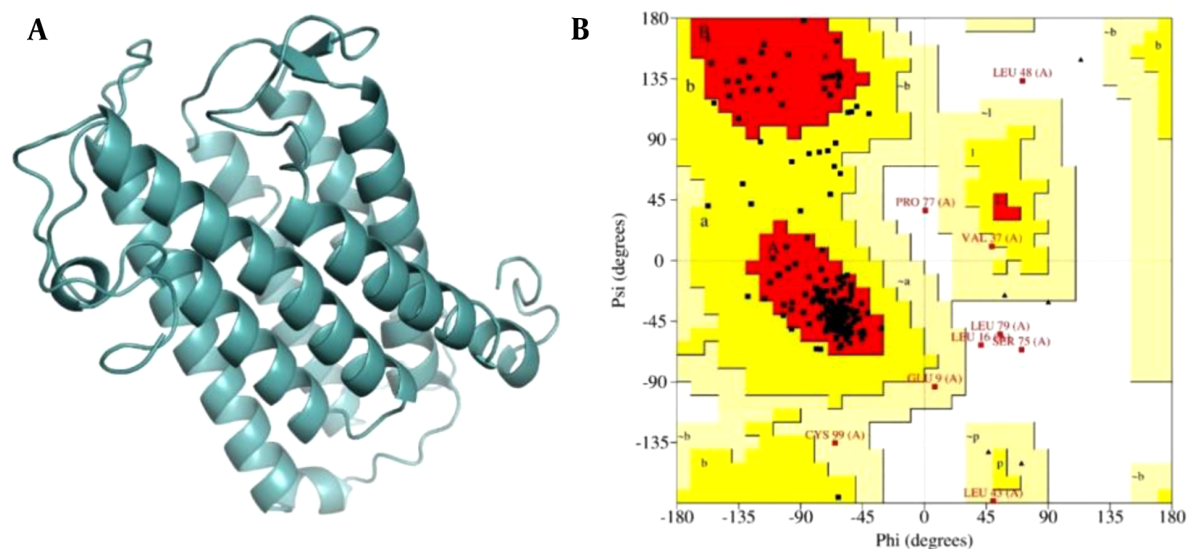 A
B
180
135
90
45
0
-45
-90
-135
-180
-135
-90
-45
0
45
90
135
180
Psi (degrees)
Phi (degrees)
B
b
~b
~b
b
LEU 48 (A)
~l
l
a
PRO 77 (A)
VAL 37 (A)
A
~a
LEU 79 (A)
LEU 16
SER 75 (A)
GLU 9 (A)
CYS 99 (A)
~b
~p
b
p
~b
LEU 43 (A)